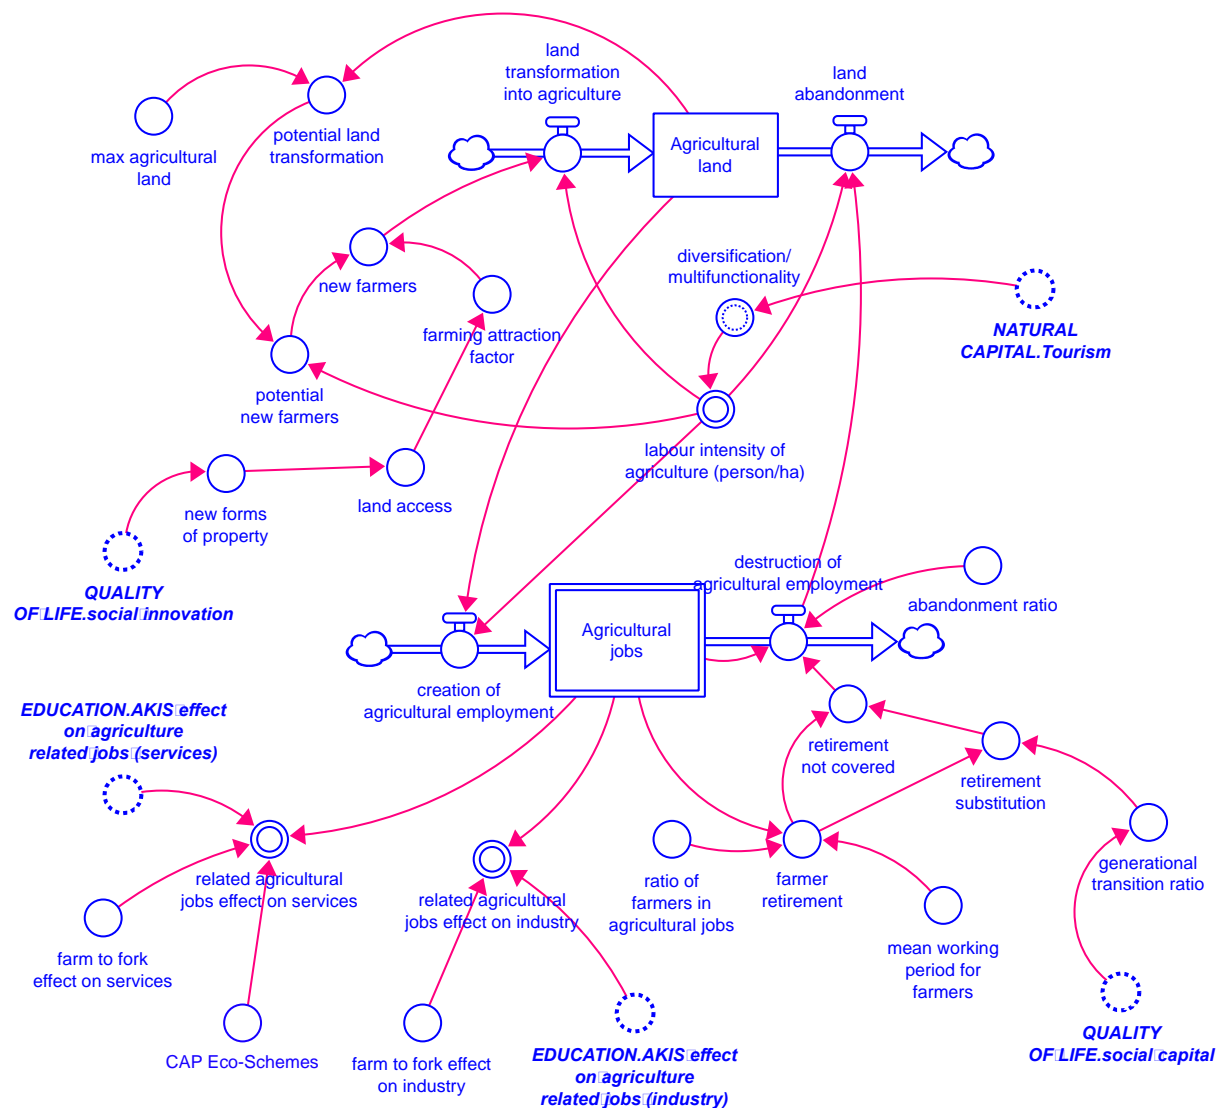 land
transformation
into agriculture
land
abandonment
potential land
transformation
max agricultural
land
Agricultural
land
new farmers
diversification/
multifunctionality
farming attraction
factor
NATURAL
CAPITAL.Tourism
potential
new farmers
labour intensity of
agriculture (person/ha)
land access
new forms
of property
QUALITY
OF LIFE.social innovation
destruction of
agricultural employment
abandonment ratio
Agricultural
jobs
creation of
agricultural employment
EDUCATION.AKIS effect
on agriculture
related jobs (services)
retirement
not covered
retirement
substitution
related agricultural
jobs effect on services
related agricultural
jobs effect on industry
ratio of
farmers in
agricultural jobs
farmer
retirement
generational
transition ratio
farm to fork
effect on services
mean working
period for
farmers
CAP Eco-Schemes
farm to fork effect
on industry
EDUCATION.AKIS effect
on agriculture
related jobs (industry)
QUALITY
OF LIFE.social capital